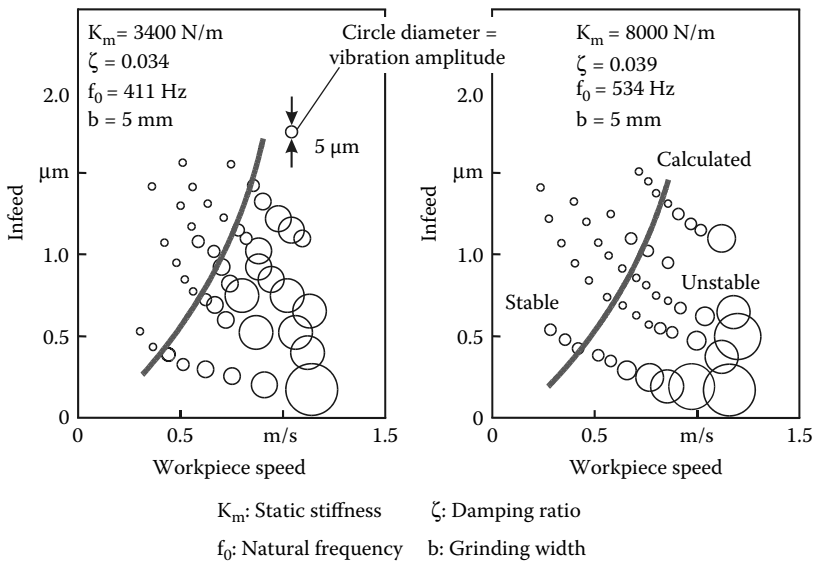 K_m = 3400 N/m
ζ = 0.034
f_0 = 411 Hz
b = 5 mm
Circle diameter =
vibration amplitude
5 μm
2.0
μm
1.0
0.5
0
Infeed
0 0.5 m/s 1.5
Workpiece speed
K_m = 8000 N/m
ζ = 0.039
f_0 = 534 Hz
b = 5 mm
Calculated
Unstable
Stable
2.0
μm
1.0
0.5
0
Infeed
0 0.5 m/s 1.5
Workpiece speed
K_m: Static stiffness ζ: Damping ratio
f_0: Natural frequency b: Grinding width